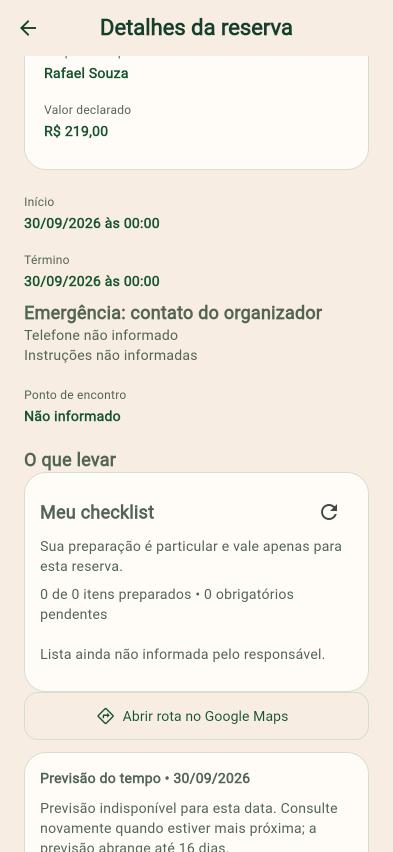 Detalhes da reserva
Rafael Souza
Valor declarado
R$ 219,00
Início
30/09/2026 às 00:00
Término
30/09/2026 às 00:00
Emergência: contato do organizador
Telefone não informado
Instruções não informadas
Ponto de encontro
Não informado
O que levar
Meu checklist
Sua preparação é particular e vale apenas para
esta reserva.
0 de 0 itens preparados • 0 obrigatórios
pendentes
Lista ainda não informada pelo responsável.
Abrir rota no Google Maps
Previsão do tempo • 30/09/2026
Previsão indisponível para esta data. Consulte
novamente quando estiver mais próxima; a
previsão abrange até 16 dias.